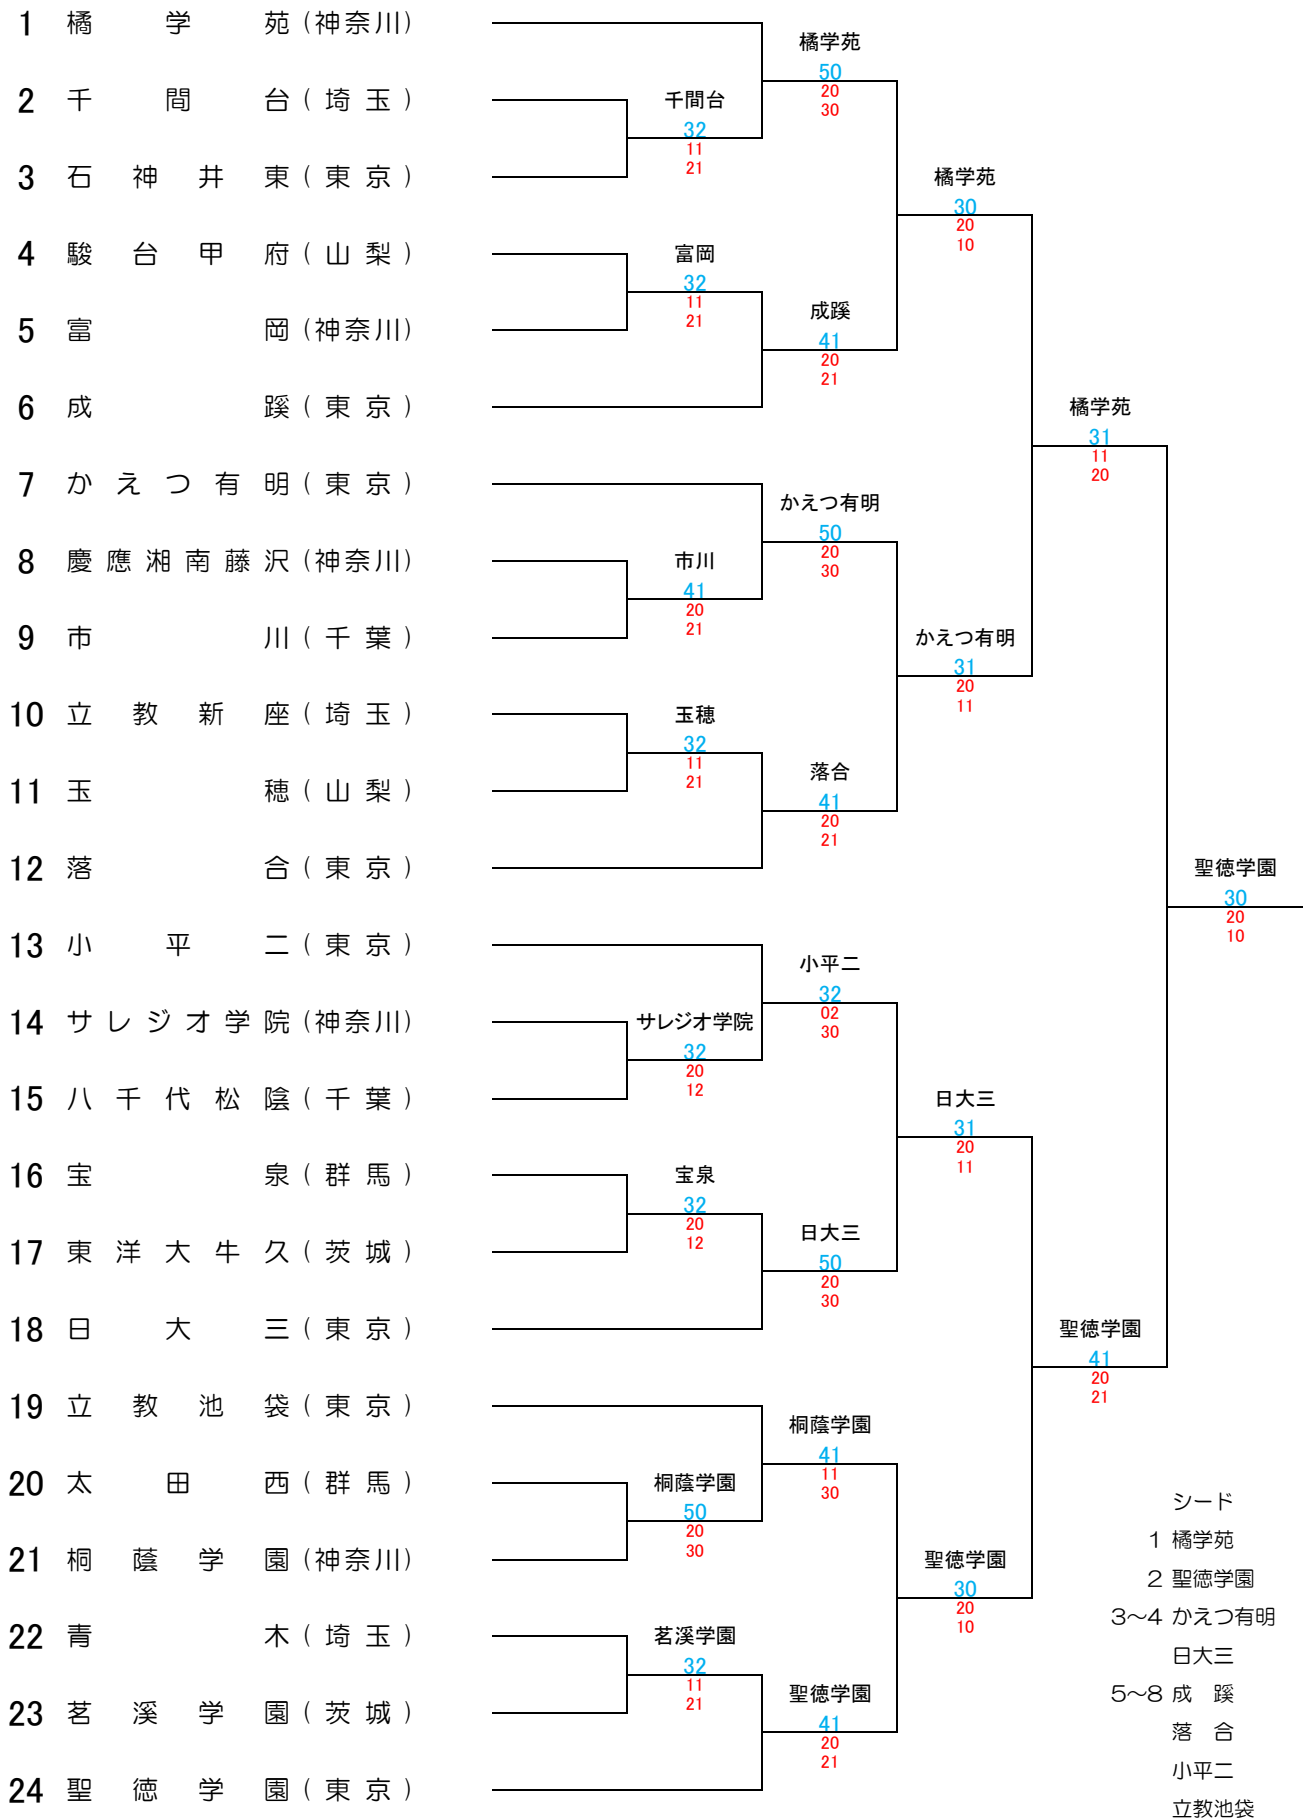 1 橘学苑(神奈川)
2 千間台(埼玉)
3 石神井東(東京)
4 駿台甲府(山梨)
5 富岡(神奈川)
6 成蹊(東京)
7 かえつ有明(東京)
8 慶應湘南藤沢(神奈川)
9 市川(千葉)
10 立教新座(埼玉)
11 玉穂(山梨)
12 落合(東京)
13 小平二(東京)
14 サレジオ学院(神奈川)
15 八千代松陰(千葉)
16 宝泉(群馬)
17 東洋大牛久(茨城)
18 日大三(東京)
19 立教池袋(東京)
20 太田西(群馬)
21 桐蔭学園(神奈川)
22 青木(埼玉)
23 茗溪学園(茨城)
24 聖徳学園(東京)
千間台
32
11
21
富岡
32
11
21
市川
41
20
21
玉穂
32
11
21
サレジオ学院
32
20
12
宝泉
32
20
12
桐蔭学園
50
20
30
茗溪学園
32
11
21
橘学苑
50
20
30
成蹊
41
20
21
かえつ有明
50
20
30
落合
41
20
21
小平二
32
02
30
日大三
50
20
30
桐蔭学園
41
11
30
聖徳学園
41
20
21
橘学苑
30
20
10
かえつ有明
31
20
11
日大三
31
20
11
聖徳学園
30
20
10
橘学苑
31
11
20
聖徳学園
41
20
21
聖徳学園
30
20
10
シード
1 橘学苑
2 聖徳学園
3～4 かえつ有明
日大三
5～8 成　蹊
落　合
小平二
立教池袋